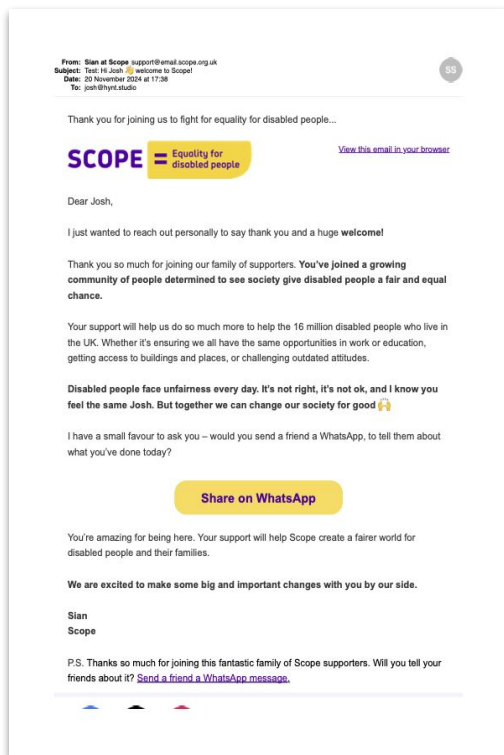 From: Sian at Scope support@email.scope.org.uk
Subject: Test: Hi Josh 👋 welcome to Scope!
Date: 20 November 2024 at 17:38
To: josh@hynt.studio
SS
Thank you for joining us to fight for equality for disabled people...
SCOPE = Equality for
disabled people
View this email in your browser
Dear Josh,
I just wanted to reach out personally to say thank you and a huge welcome!
Thank you so much for joining our family of supporters. You've joined a growing
community of people determined to see society give disabled people a fair and equal
chance.
Your support will help us do so much more to help the 16 million disabled people who live in
the UK. Whether it's ensuring we all have the same opportunities in work or education,
getting access to buildings and places, or challenging outdated attitudes.
Disabled people face unfairness every day. It's not right, it's not ok, and I know you
feel the same Josh. But together we can change our society for good 🙌
I have a small favour to ask you – would you send a friend a WhatsApp, to tell them about
what you've done today?
Share on WhatsApp
You're amazing for being here. Your support will help Scope create a fairer world for
disabled people and their families.
We are excited to make some big and important changes with you by our side.
Sian
Scope
P.S. Thanks so much for joining this fantastic family of Scope supporters. Will you tell your
friends about it? Send a friend a WhatsApp message.